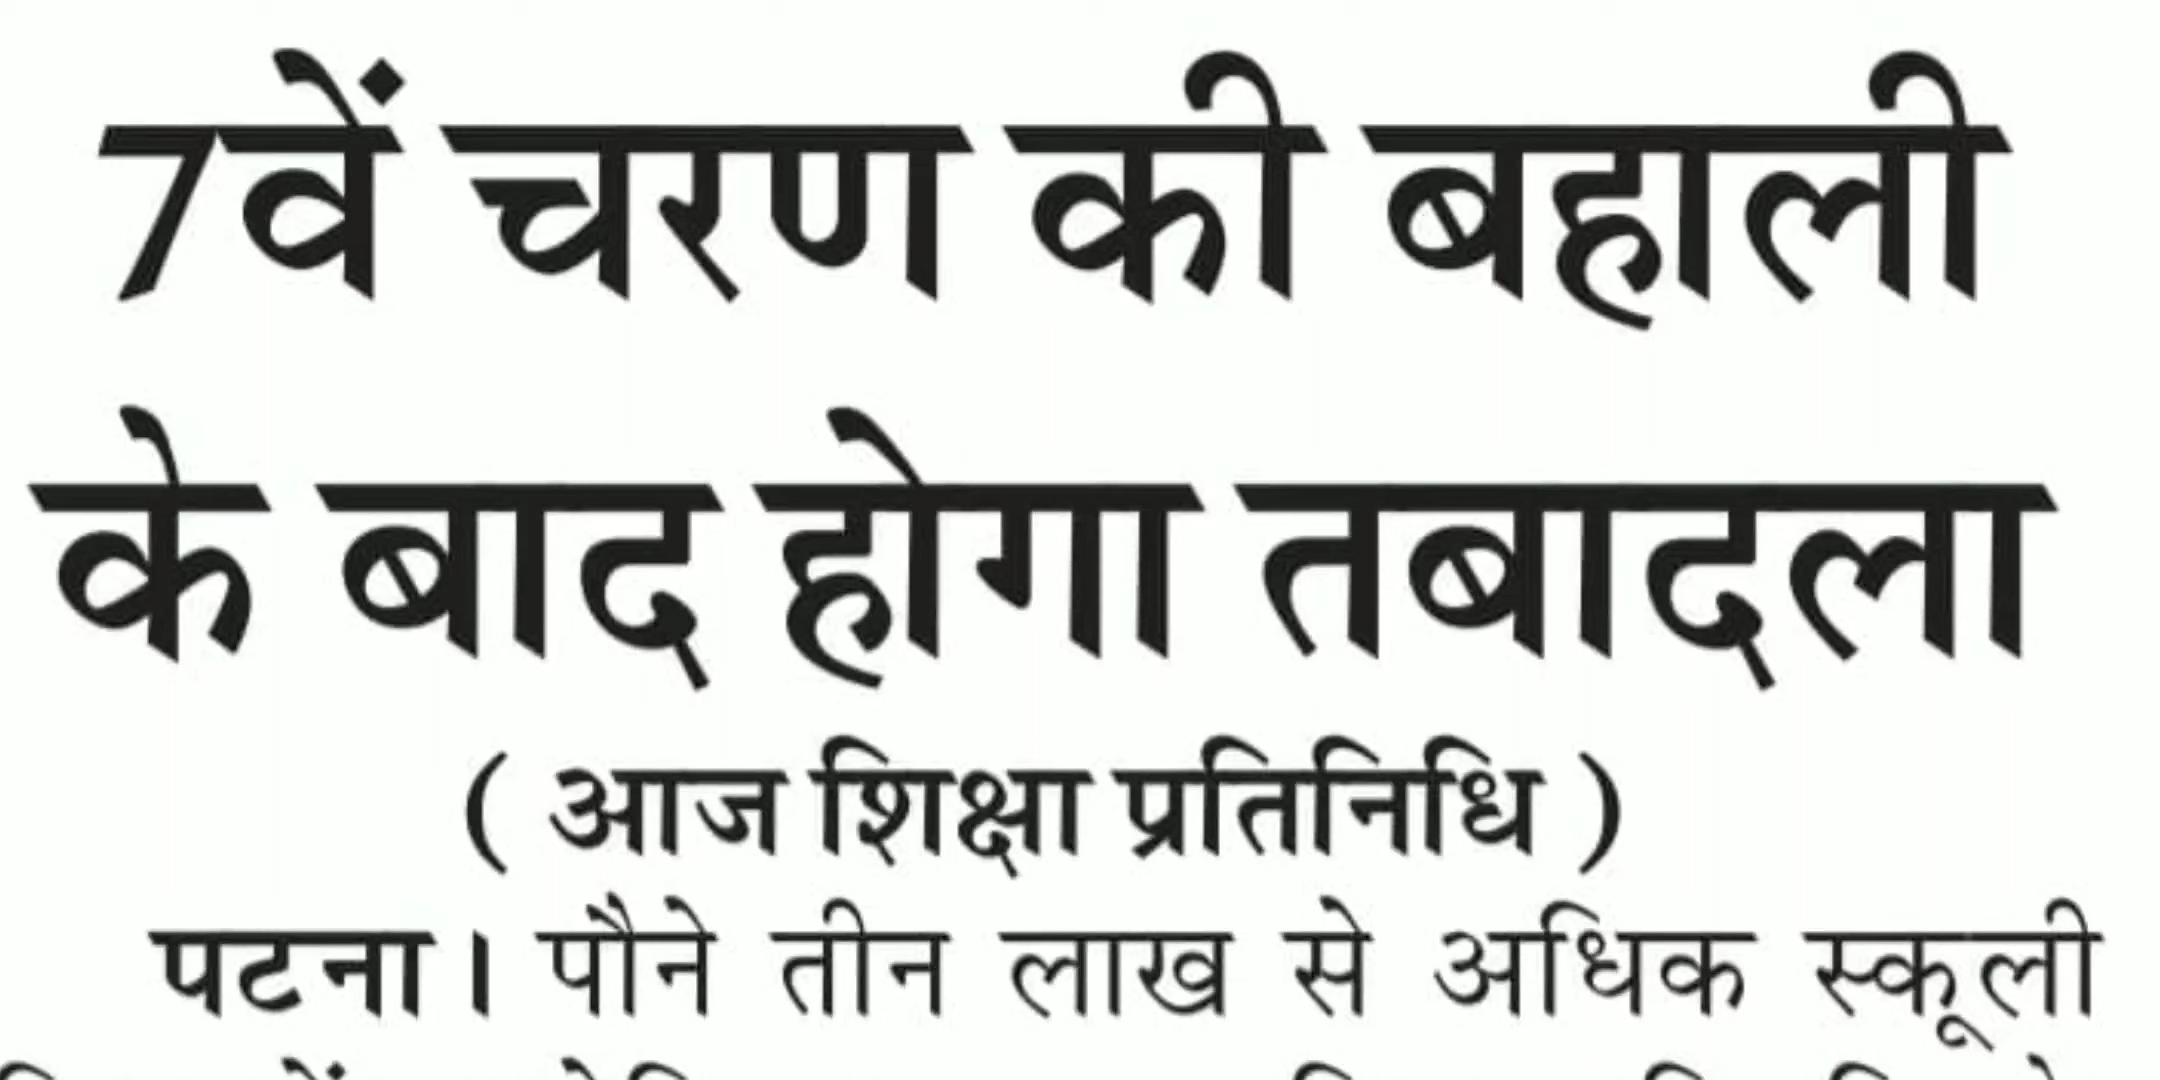 7वें चरण की बहाली
के बाद होगा तबादला
( आज शिक्षा प्रतिनिधि )
पटना। पौने तीन लाख से अधिक स्कूली